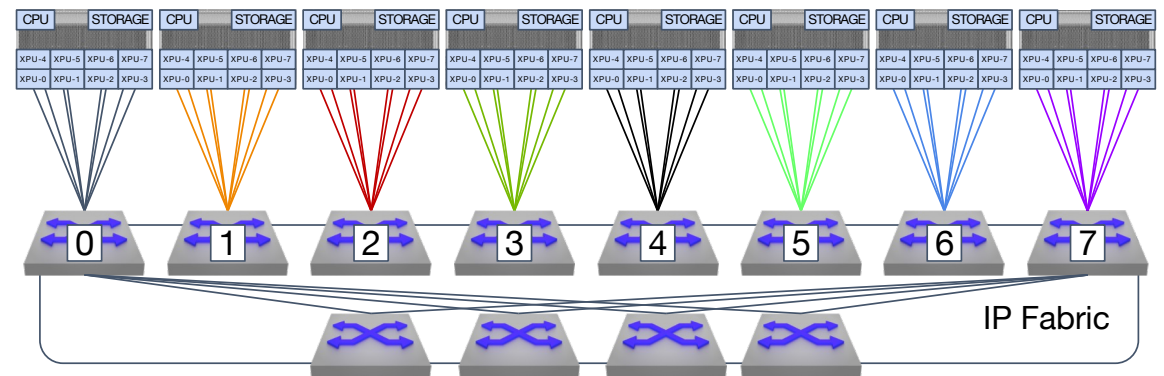 CPU STORAGE CPU STORAGE CPU STORAGE CPU STORAGE CPU STORAGE CPU STORAGE CPU STORAGE CPU STORAGE
XPU-4 XPU-5 XPU-6 XPU-7 XPU-4 XPU-5 XPU-6 XPU-7 XPU-4 XPU-5 XPU-6 XPU-7 XPU-4 XPU-5 XPU-6 XPU-7 XPU-4 XPU-5 XPU-6 XPU-7 XPU-4 XPU-5 XPU-6 XPU-7 XPU-4 XPU-5 XPU-6 XPU-7 XPU-4 XPU-5 XPU-6 XPU-7
XPU-0 XPU-1 XPU-2 XPU-3 XPU-0 XPU-1 XPU-2 XPU-3 XPU-0 XPU-1 XPU-2 XPU-3 XPU-0 XPU-1 XPU-2 XPU-3 XPU-0 XPU-1 XPU-2 XPU-3 XPU-0 XPU-1 XPU-2 XPU-3 XPU-0 XPU-1 XPU-2 XPU-3 XPU-0 XPU-1 XPU-2 XPU-3
0 1 2 3 4 5 6 7
IP Fabric